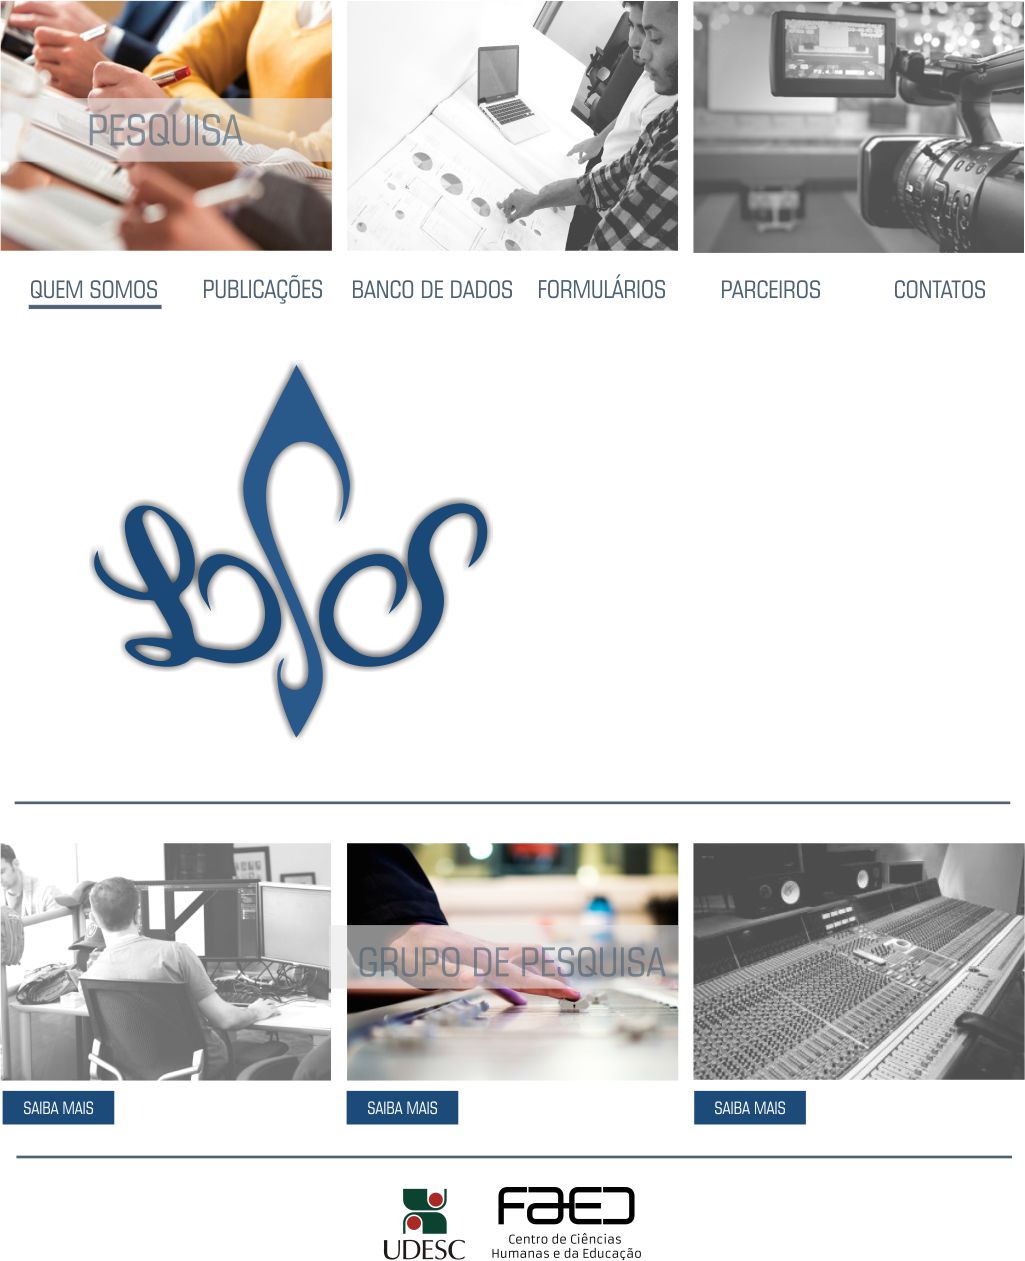 PESQUISA
QUEM SOMOS
PUBLICAÇÕES
BANCO DE DADOS
FORMULÁRIOS
PARCEIROS
CONTATOS
GRUPO DE PESQUISA
SAIBA MAIS
SAIBA MAIS
SAIBA MAIS
UDESC
FAED
Centro de Ciências
Humanas e da Educação